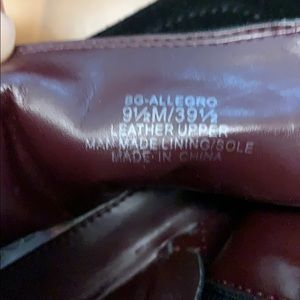 BG-ALLEGRO
9½M/39½
LEATHER UPPER
MAN MADE LINING/SOLE
MADE IN CHINA